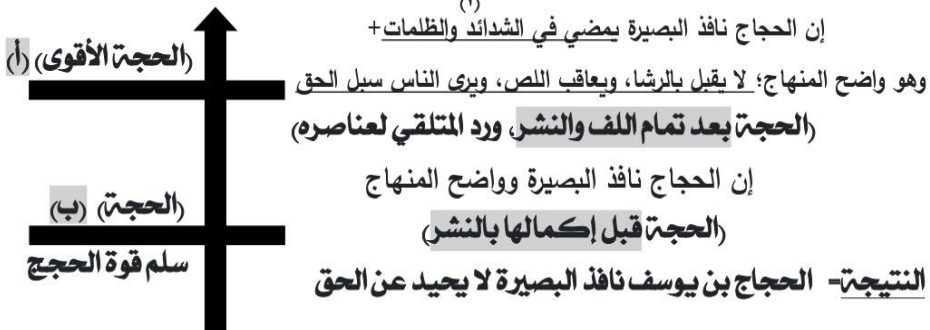 (١)
إن الحجاج نافذ البصيرة يمضي في الشدائد والظلمات+
(الحجة الأقوى) (أ)
وهو واضح المنهاج؛ لا يقبل بالرشا، ويعاقب اللص، ويرى الناس سبل الحق
(الحجة بعد تمام اللف والنشر، ورد المتلقي لعناصره)
إن الحجاج نافذ البصيرة وواضح المنهاج
(الحجة) (ب)
(الحجة قبل إكمالها بالنشر)
سلم قوة الحجج
النتيجة- الحجاج بن يوسف نافذ البصيرة لا يحيد عن الحق